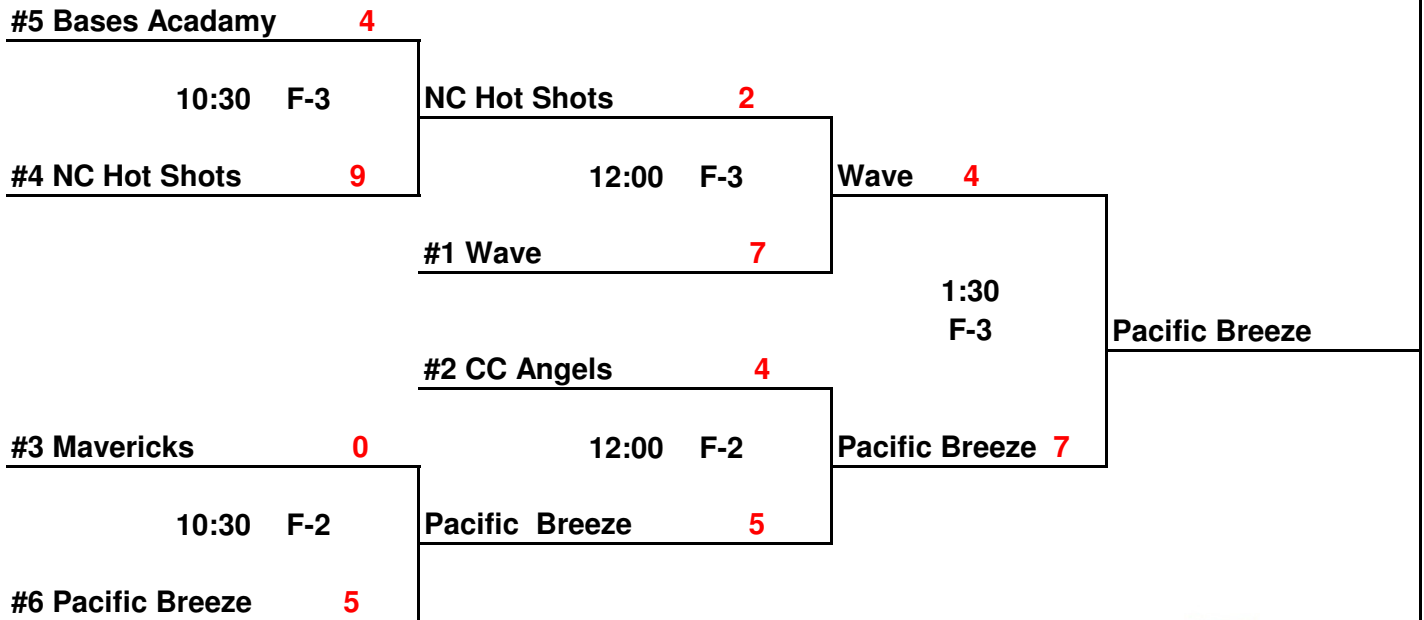 #5 Bases Acadamy 4
10:30 F-3
NC Hot Shots 2
#4 NC Hot Shots 9
12:00 F-3
Wave 4
#1 Wave 7
1:30
F-3
Pacific Breeze
#2 CC Angels 4
#3 Mavericks 0
12:00 F-2
Pacific Breeze 7
10:30 F-2
Pacific Breeze 5
#6 Pacific Breeze 5